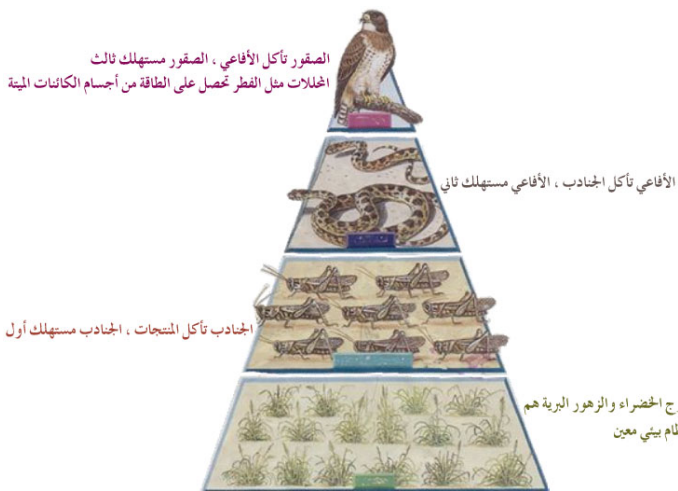 الصقور تأكل الأفاعي ، الصقور مستهلك ثالث
المحللات مثل الفطر تحصل على الطاقة من أجسام الكائنات الميتة
الأفاعي تأكل الجنادب ، الأفاعي مستهلك ثاني
الجنادب تأكل المنتجات ، الجنادب مستهلك أول
الخضراء والزهور البرية هم
بيئي معين